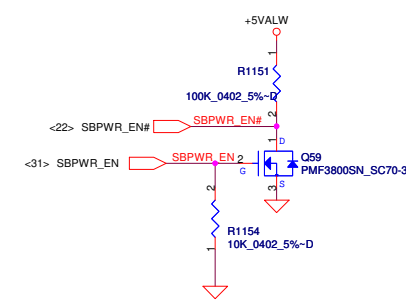 +5VALW
1
R1151
100K_0402_5%~D
2
<22> SBPWR_EN#
SBPWR_EN#
1
D
<31> SBPWR_EN
SBPWR_EN
2
G
Q59
PMF3800SN_SC70-3
S
3
2
R1154
10K_0402_5%~D
1